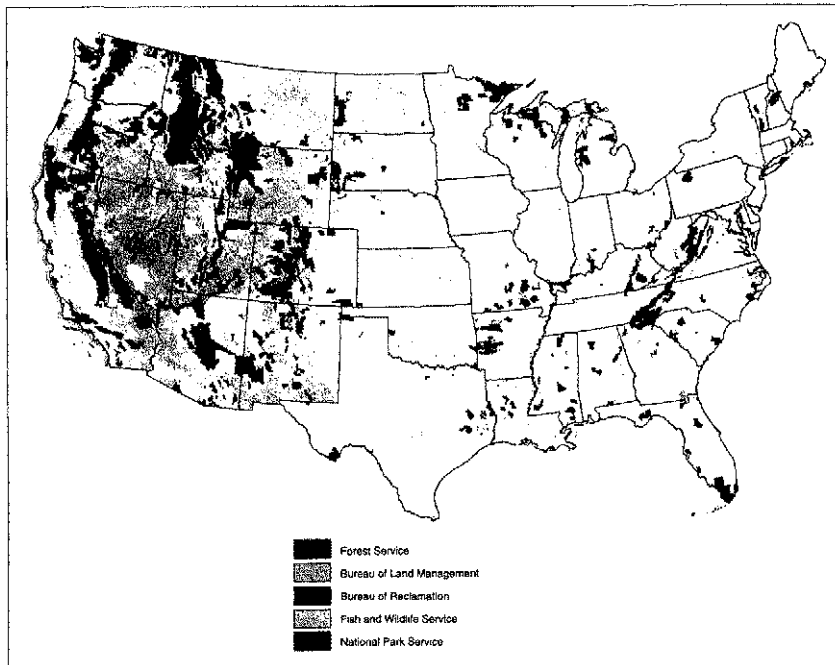 Forest Service
Bureau of Land Management
Bureau of Reclamation
Fish and Wildlife Service
National Park Service